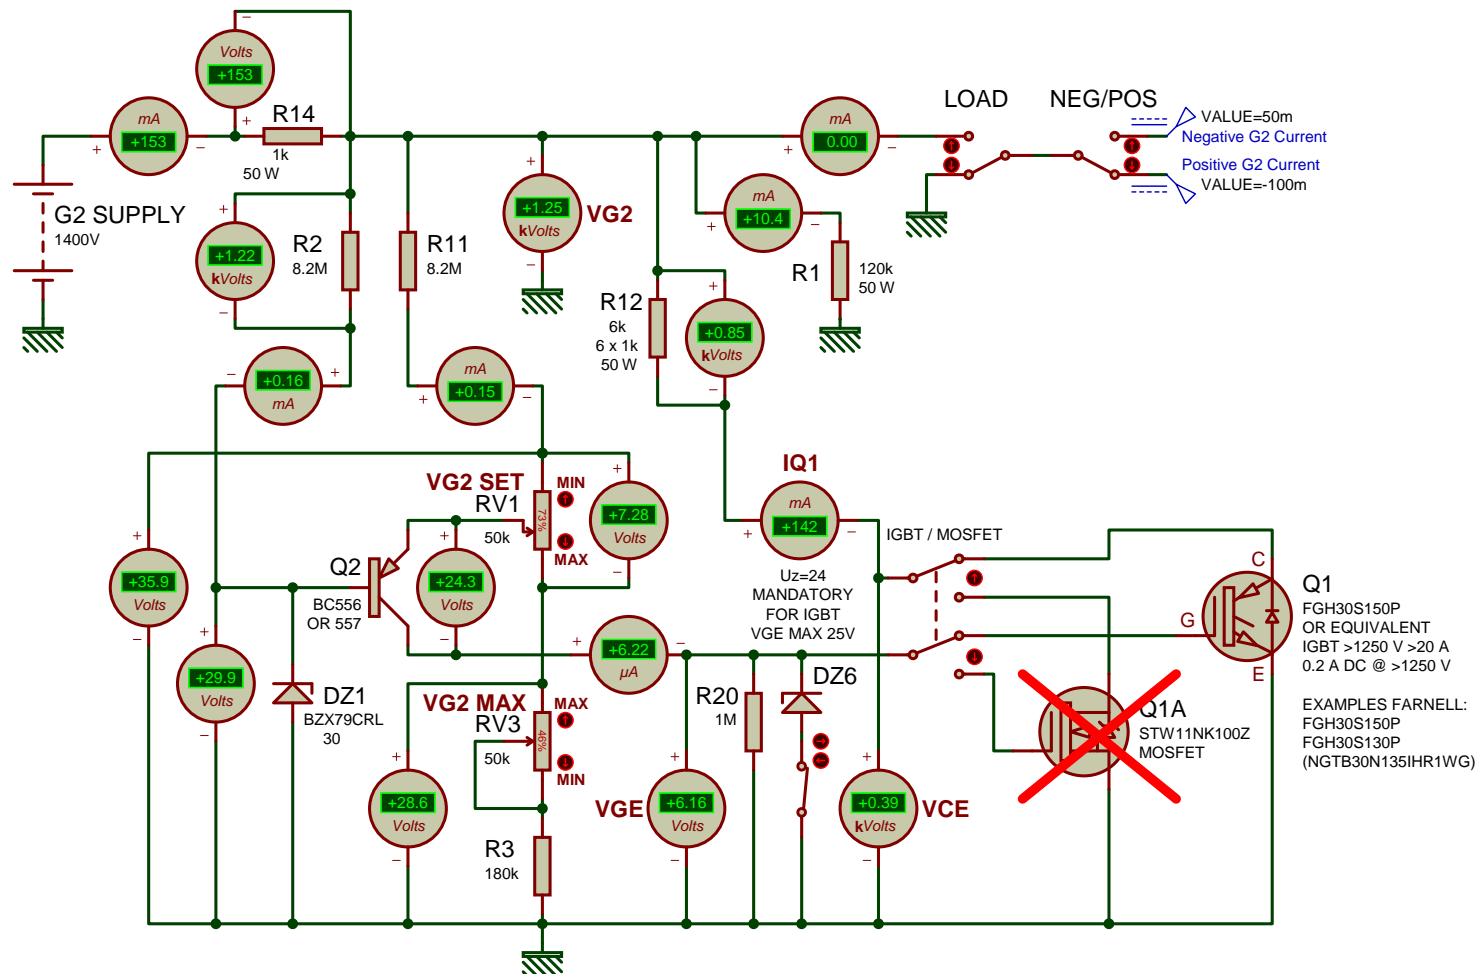 Volts
+153
mA
+153
+
−
+
−
R14
1k
50 W
G2 SUPPLY
1400V
+1.22
kVolts
+
−
R2
8.2M
R11
8.2M
+1.25
kVolts
+
−
VG2
mA
0.00
+
−
LOAD
NEG/POS
VALUE=50m
Negative G2 Current
Positive G2 Current
VALUE=-100m
mA
+10.4
+
−
R1
120k
50 W
R12
6k
6 x 1k
50 W
+0.85
kVolts
+
−
+0.16
mA
−
+
mA
+0.15
+
−
VG2 SET
RV1
50k
73%
MIN
MAX
+7.28
Volts
+
−
IQ1
mA
+142
+
−
IGBT / MOSFET
Uz=24
MANDATORY
FOR IGBT
VGE MAX 25V
+35.9
Volts
+
−
Q2
BC556
OR 557
+24.3
Volts
+
−
+6.22
µA
+
−
+29.9
Volts
+
−
DZ1
BZX79CRL
30
VG2 MAX
RV3
50k
46%
MAX
MIN
+28.6
Volts
+
−
R3
180k
R20
1M
DZ6
VGE
+6.16
Volts
+
−
+0.39
kVolts
+
−
VCE
C
G
E
Q1
FGH30S150P
OR EQUIVALENT
IGBT >1250 V >20 A
0.2 A DC @ >1250 V
EXAMPLES FARNELL:
FGH30S150P
FGH30S130P
(NGTB30N135IHR1WG)
Q1A
STW11NK100Z
MOSFET